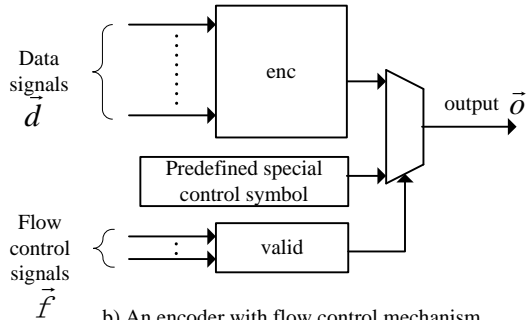 Data
signals
d⃗
enc
output o⃗
Predefined special
control symbol
Flow
control
signals
f⃗
valid
b) An encoder with flow control mechanism